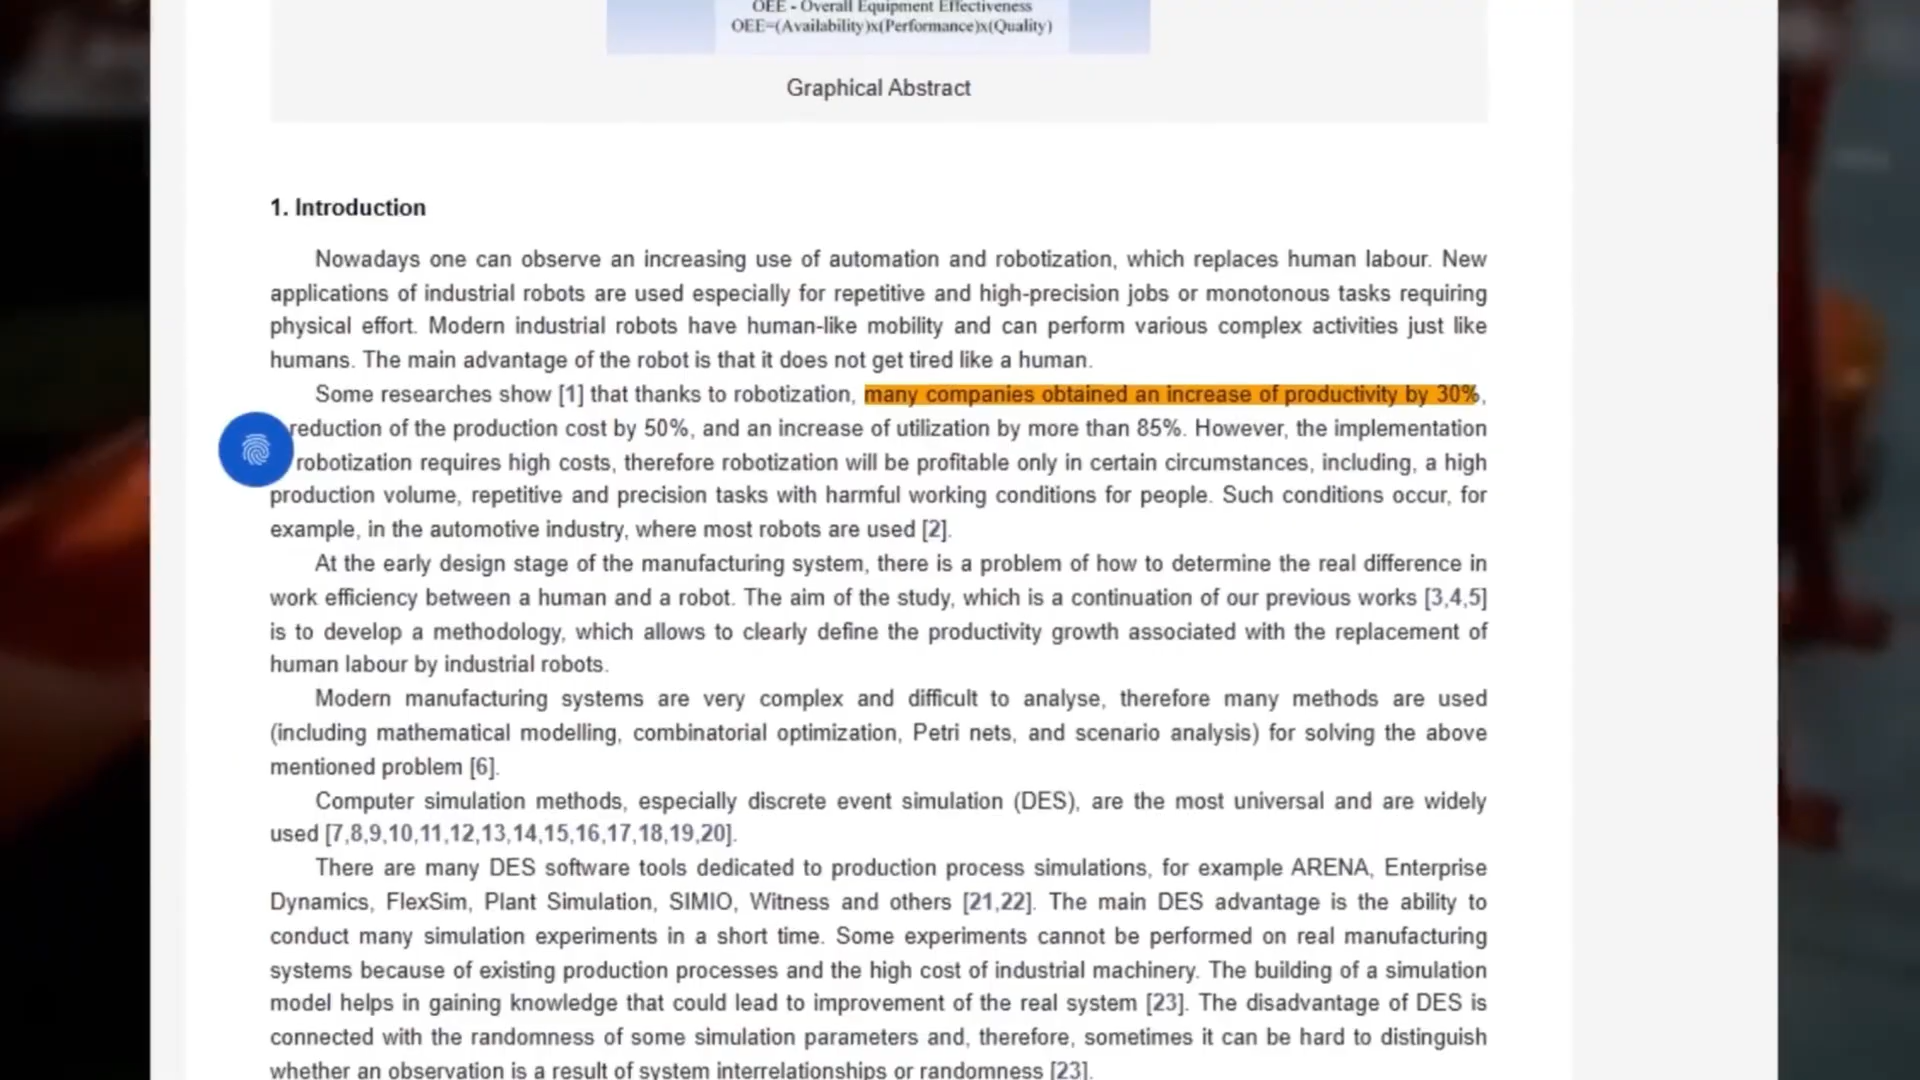 OEE - Overall Equipment Effectiveness
OEE=(Availability)x(Performance)x(Quality)
Graphical Abstract
1. Introduction
Nowadays one can observe an increasing use of automation and robotization, which replaces human labour. New
applications of industrial robots are used especially for repetitive and high-precision jobs or monotonous tasks requiring
physical effort. Modern industrial robots have human-like mobility and can perform various complex activities just like
humans. The main advantage of the robot is that it does not get tired like a human.
Some researches show [1] that thanks to robotization, many companies obtained an increase of productivity by 30%,
reduction of the production cost by 50%, and an increase of utilization by more than 85%. However, the implementation
robotization requires high costs, therefore robotization will be profitable only in certain circumstances, including, a high
production volume, repetitive and precision tasks with harmful working conditions for people. Such conditions occur, for
example, in the automotive industry, where most robots are used [2].
At the early design stage of the manufacturing system, there is a problem of how to determine the real difference in
work efficiency between a human and a robot. The aim of the study, which is a continuation of our previous works [3,4,5]
is to develop a methodology, which allows to clearly define the productivity growth associated with the replacement of
human labour by industrial robots.
Modern manufacturing systems are very complex and difficult to analyse, therefore many methods are used
(including mathematical modelling, combinatorial optimization, Petri nets, and scenario analysis) for solving the above
mentioned problem [6].
Computer simulation methods, especially discrete event simulation (DES), are the most universal and are widely
used [7,8,9,10,11,12,13,14,15,16,17,18,19,20].
There are many DES software tools dedicated to production process simulations, for example ARENA, Enterprise
Dynamics, FlexSim, Plant Simulation, SIMIO, Witness and others [21,22]. The main DES advantage is the ability to
conduct many simulation experiments in a short time. Some experiments cannot be performed on real manufacturing
systems because of existing production processes and the high cost of industrial machinery. The building of a simulation
model helps in gaining knowledge that could lead to improvement of the real system [23]. The disadvantage of DES is
connected with the randomness of some simulation parameters and, therefore, sometimes it can be hard to distinguish
whether an observation is a result of system interrelationships or randomness [23].